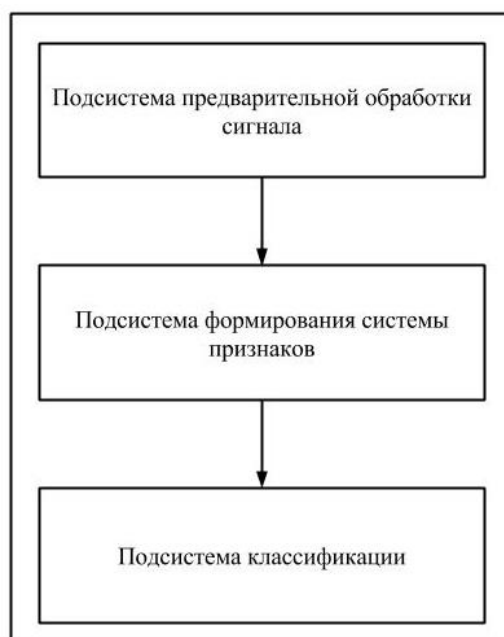 Подсистема предварительной обработки
сигнала
Подсистема формирования системы
признаков
Подсистема классификации